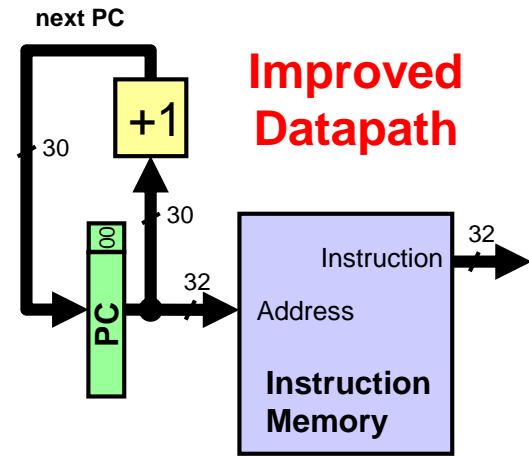 next PC
Improved
Datapath
+1
30
30
00
PC
32
32
Instruction
Address
Instruction
Memory